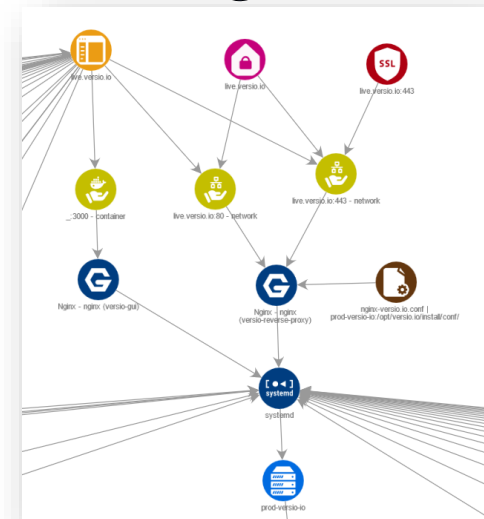 SSL
live.versio.io
live.versio.io
live.versio.io:443
_:3000 - container
live.versio.io:80 - network
live.versio.io:443 - network
Nginx - nginx (versio-gui)
Nginx - nginx
(versio-reverse-proxy)
nginx-versio.io.conf |
prod-versio-io:/opt/versio.io/install/conf/
systemd
systemd
prod-versio-io